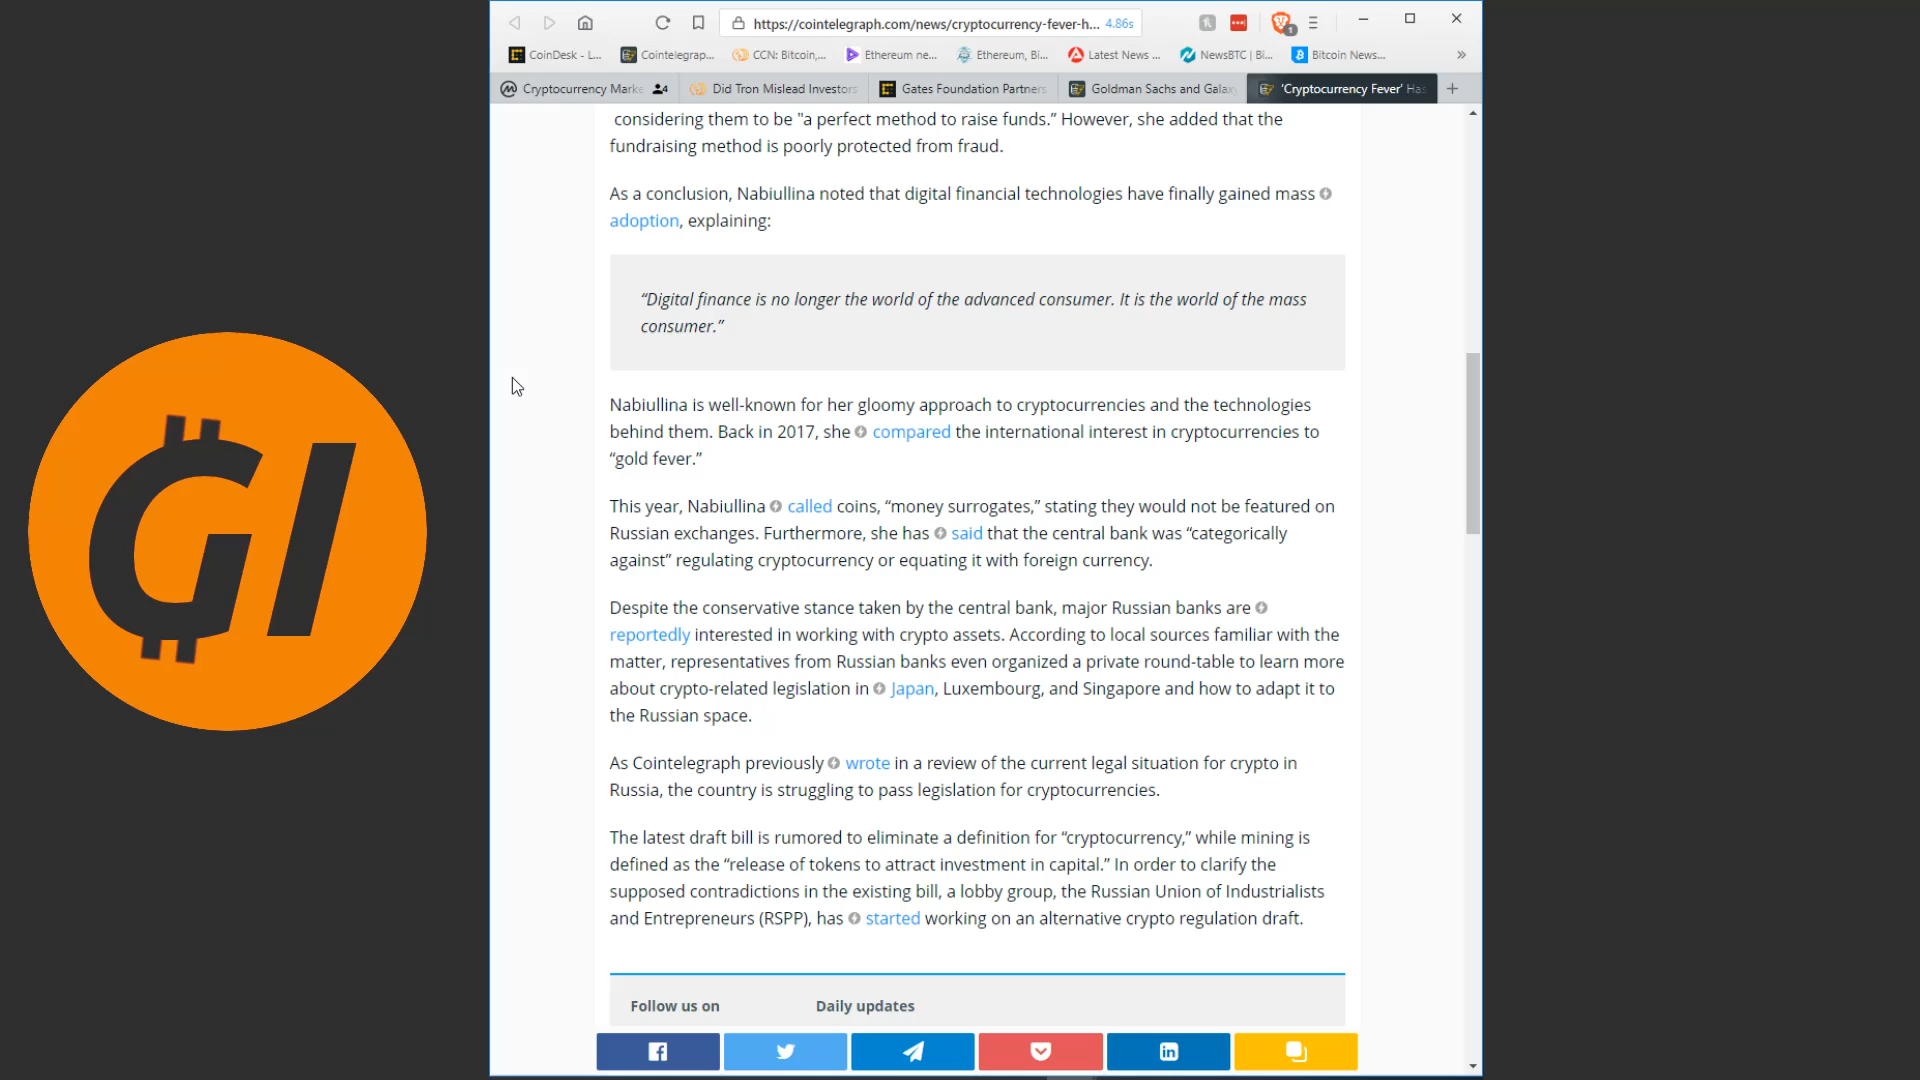 https://cointelegraph.com/news/cryptocurrency-fever-h... 4.86s
CoinDesk - L... Cointelegrap... CCN: Bitcoin,... Ethereum ne... Ethereum, Bi... Latest News ... NewsBTC | Bi... Bitcoin News... »
Cryptocurrency Marke 4 Did Tron Mislead Investors Gates Foundation Partners Goldman Sachs and Galax 'Cryptocurrency Fever' Has +
considering them to be "a perfect method to raise funds.” However, she added that the
fundraising method is poorly protected from fraud.
As a conclusion, Nabiullina noted that digital financial technologies have finally gained mass
adoption, explaining:
“Digital finance is no longer the world of the advanced consumer. It is the world of the mass
consumer.”
Nabiullina is well-known for her gloomy approach to cryptocurrencies and the technologies
behind them. Back in 2017, she compared the international interest in cryptocurrencies to
“gold fever.”
This year, Nabiullina called coins, “money surrogates,” stating they would not be featured on
Russian exchanges. Furthermore, she has said that the central bank was “categorically
against” regulating cryptocurrency or equating it with foreign currency.
Despite the conservative stance taken by the central bank, major Russian banks are
reportedly interested in working with crypto assets. According to local sources familiar with the
matter, representatives from Russian banks even organized a private round-table to learn more
about crypto-related legislation in Japan, Luxembourg, and Singapore and how to adapt it to
the Russian space.
As Cointelegraph previously wrote in a review of the current legal situation for crypto in
Russia, the country is struggling to pass legislation for cryptocurrencies.
The latest draft bill is rumored to eliminate a definition for “cryptocurrency,” while mining is
defined as the “release of tokens to attract investment in capital.” In order to clarify the
supposed contradictions in the existing bill, a lobby group, the Russian Union of Industrialists
and Entrepreneurs (RSPP), has started working on an alternative crypto regulation draft.
Follow us on Daily updates
GI